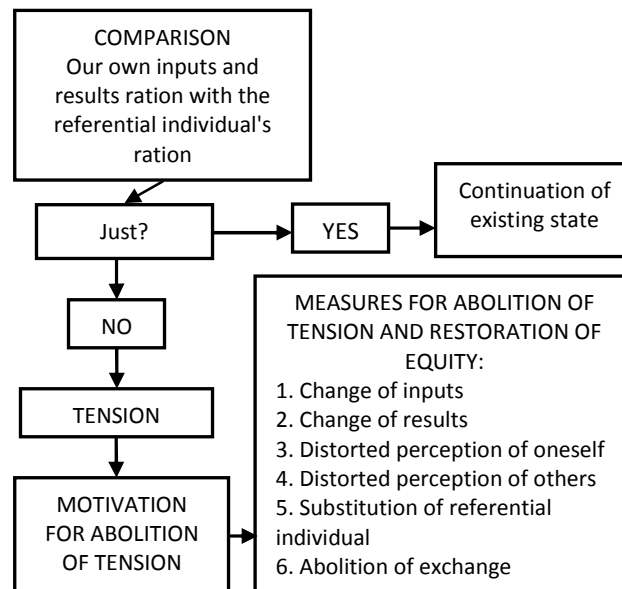 COMPARISON
Our own inputs and
results ration with the
referential individual's
ration
Just?
YES
Continuation of
existing state
NO
TENSION
MOTIVATION
FOR ABOLITION
OF TENSION
MEASURES FOR ABOLITION OF
TENSION AND RESTORATION OF
EQUITY:
1. Change of inputs
2. Change of results
3. Distorted perception of oneself
4. Distorted perception of others
5. Substitution of referential
individual
6. Abolition of exchange